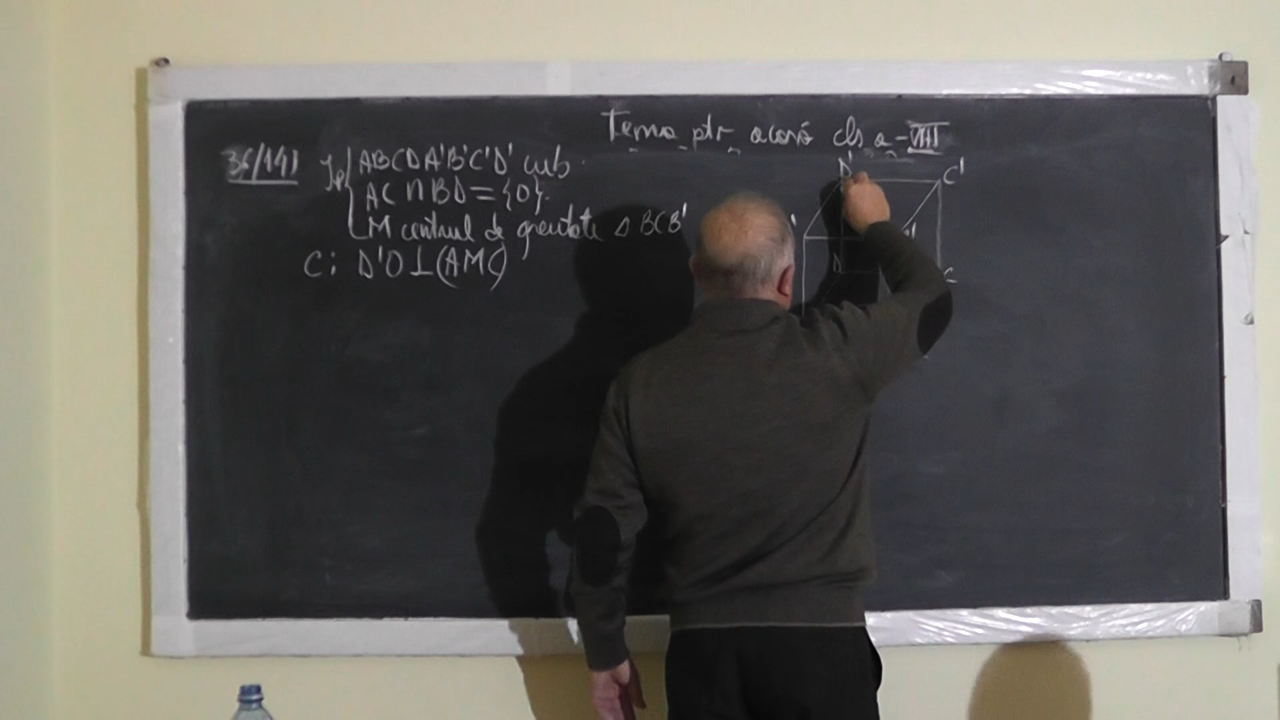 Tema ptr acasă cls a-VIII
36/141 Ip ABCDA'B'C'D' cub.
AC∩BD={O}.
M centrul de greutate Δ BCB'
C: D'O⊥(AMC)
D' C'
D C